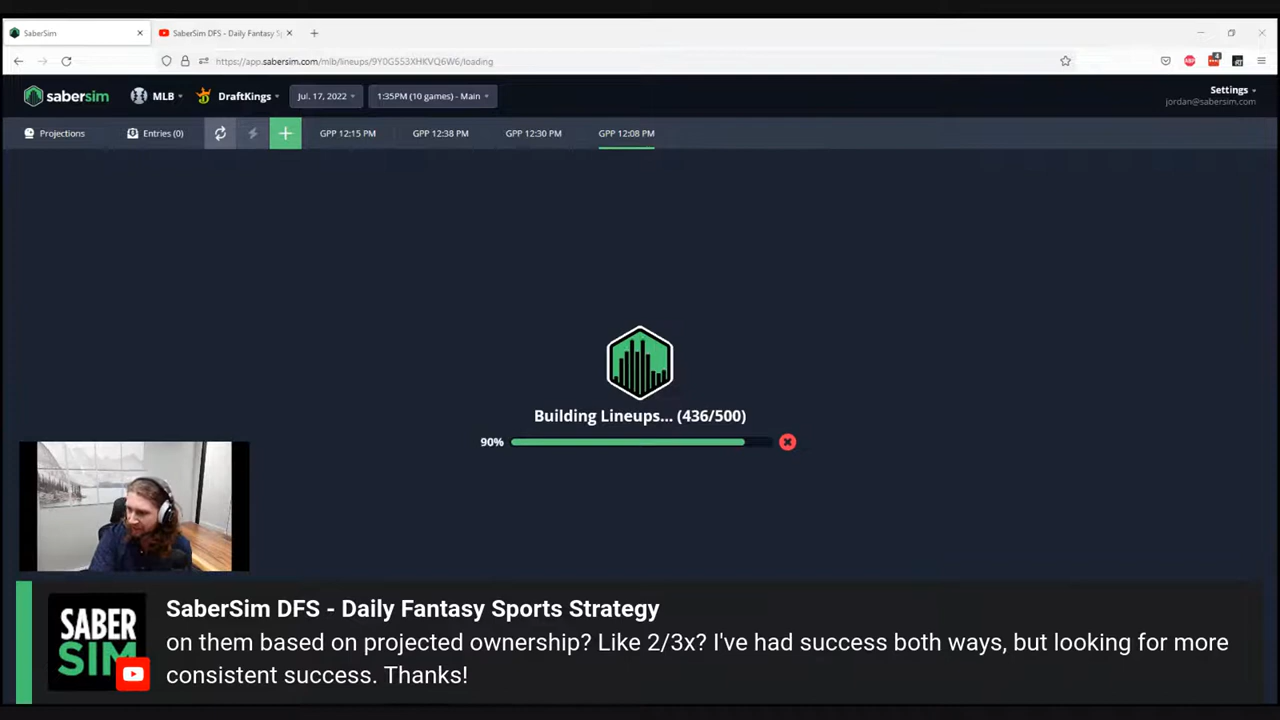 SaberSim
SaberSim DFS - Daily Fantasy Sp
https://app.sabersim.com/mlb/lineups/9Y0G553XHKVQ6W6/loading
4
sabersim
MLB
DraftKings
Jul. 17, 2022
1:35PM (10 games) - Main
Settings
jordan@sabersim.com
Projections
Entries (0)
GPP 12:15 PM
GPP 12:38 PM
GPP 12:30 PM
GPP 12:08 PM
Building Lineups... (436/500)
90%
SABER
SIM
SaberSim DFS - Daily Fantasy Sports Strategy
on them based on projected ownership? Like 2/3x? I've had success both ways, but looking for more
consistent success. Thanks!